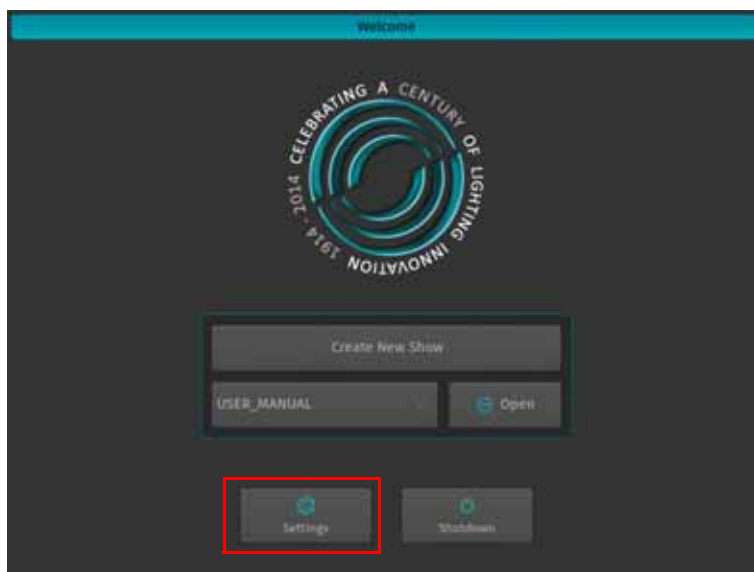 Welcome
1914 - 2014 CELEBRATING A CENTURY OF LIGHTING INNOVATION
Create New Show
USER_MANUAL
Open
Settings
Shutdown